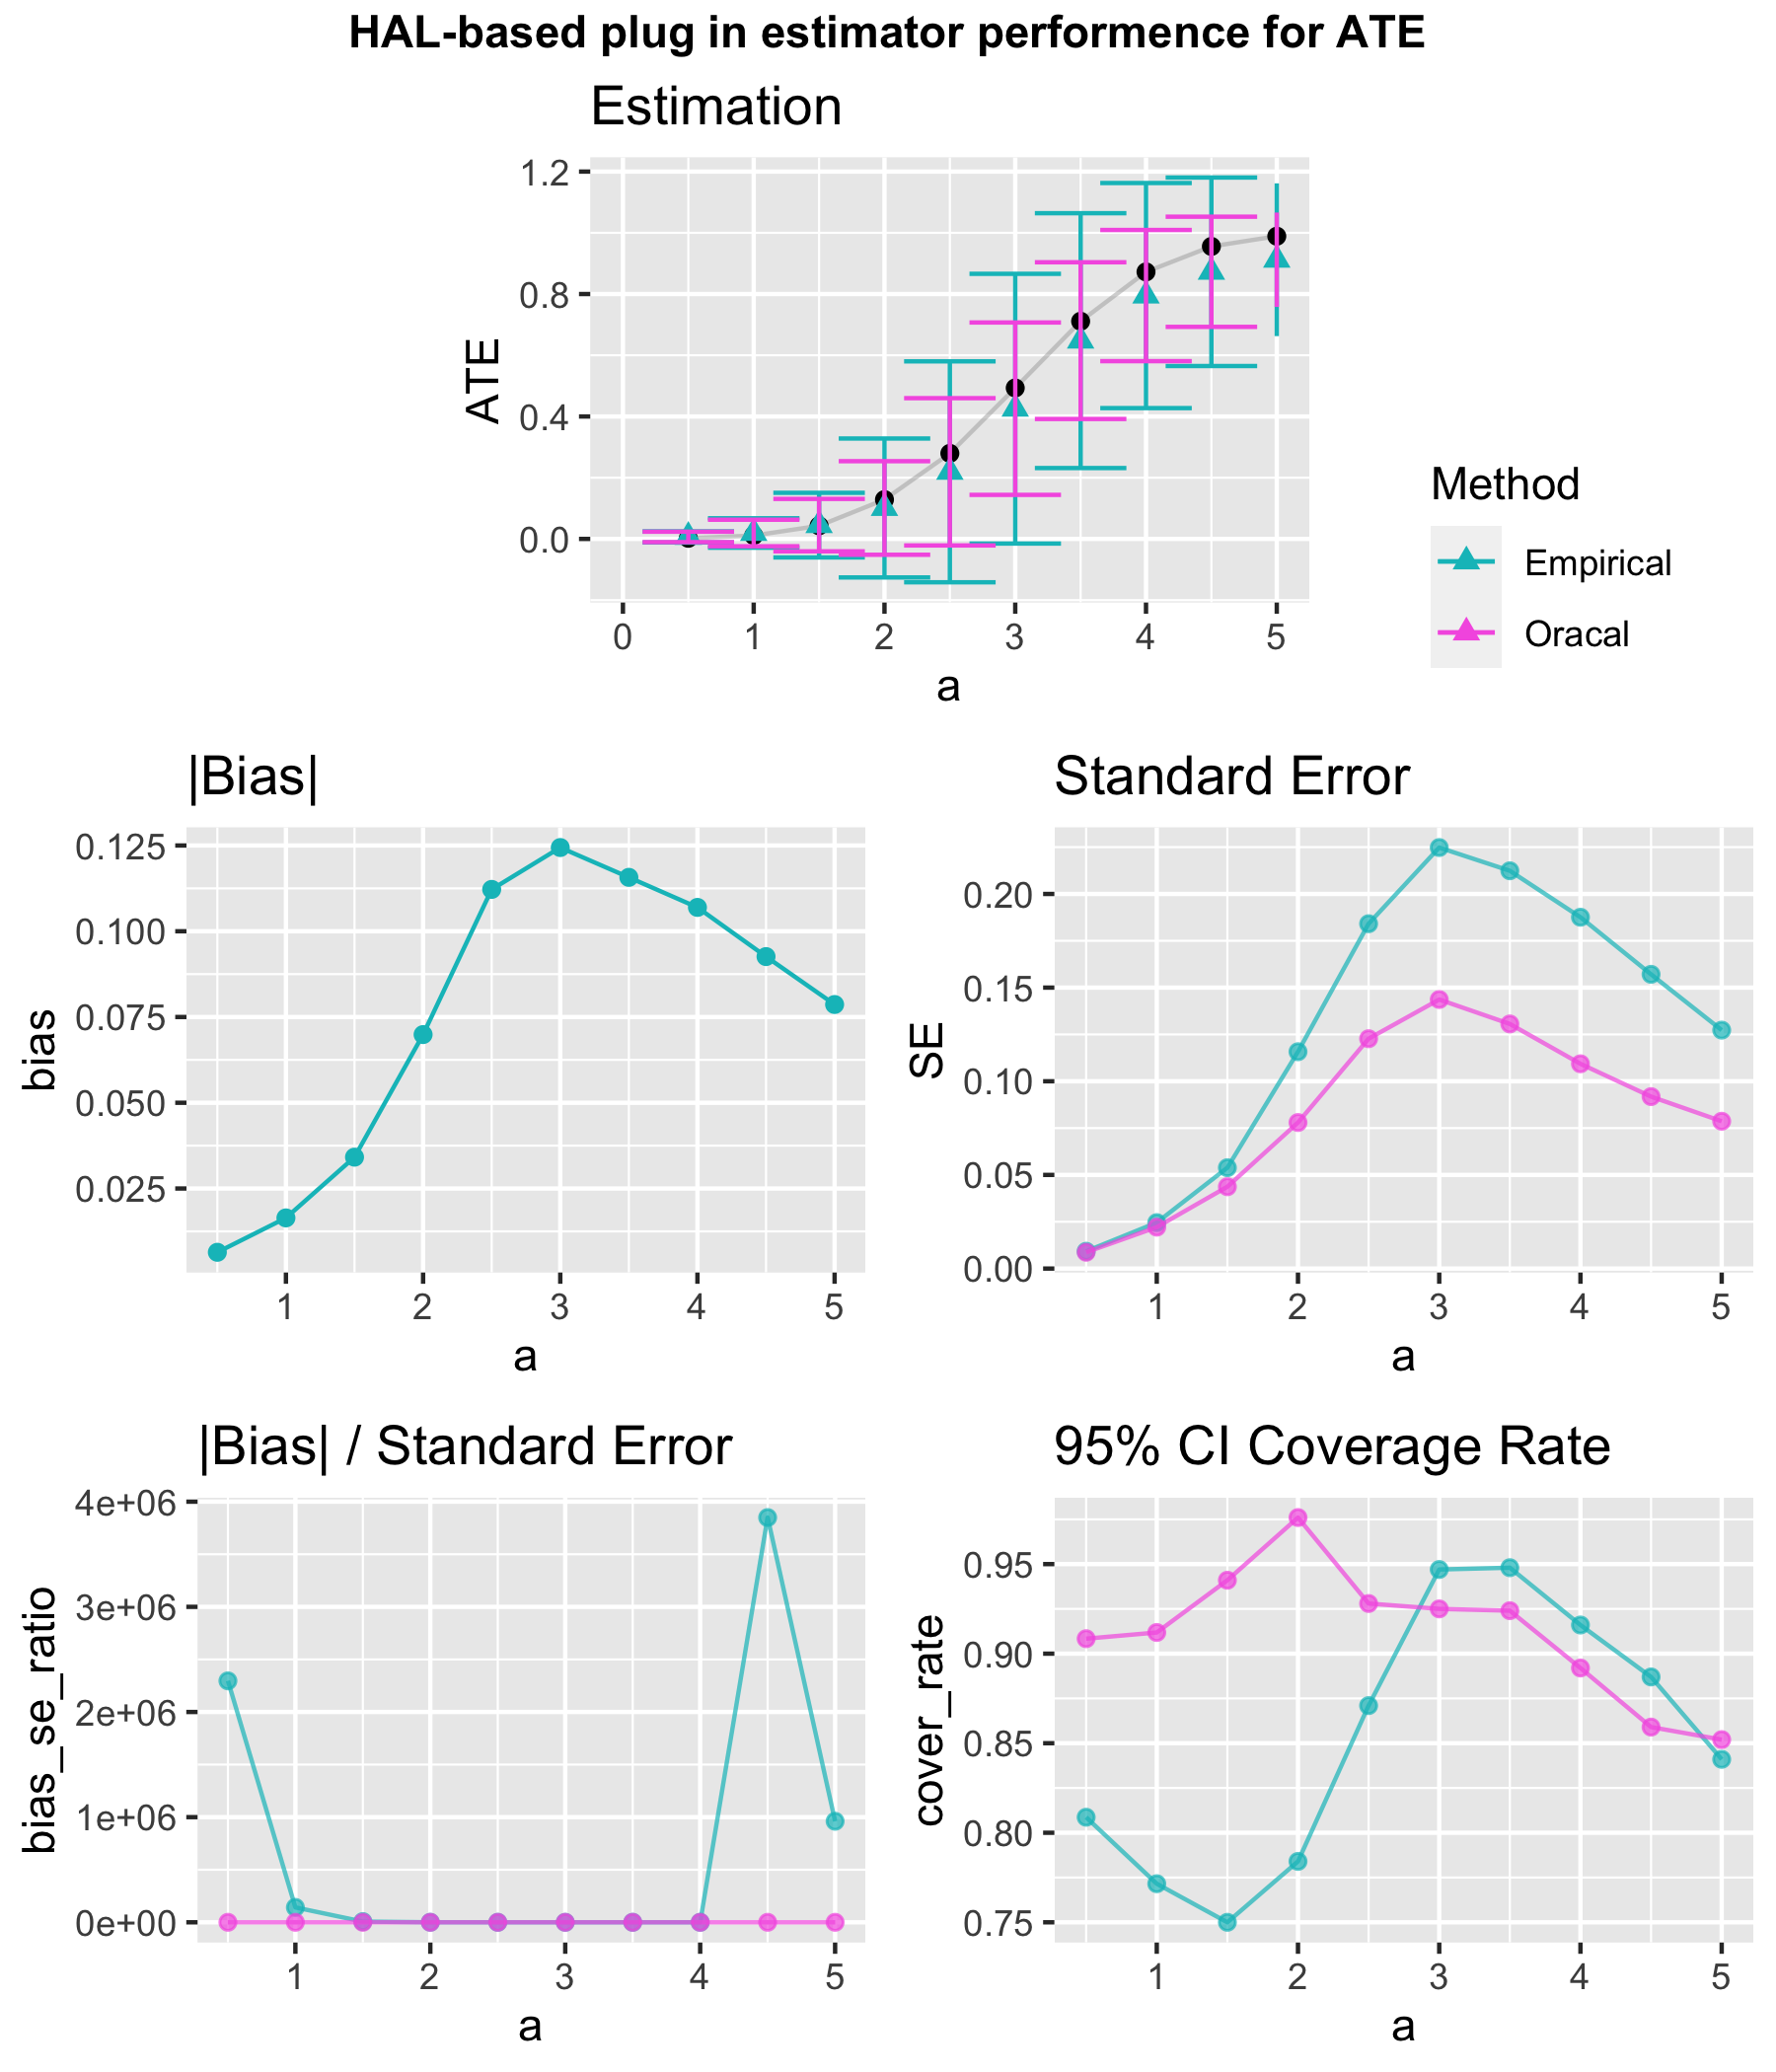 HAL-based plug in estimator performence for ATE
Estimation
1.2
0.8
0.4
0.0
ATE
0 1 2 3 4 5
a
Method
Empirical
Oracal
|Bias|
0.125
0.100
0.075
0.050
0.025
bias
1 2 3 4 5
a
Standard Error
0.20
0.15
0.10
0.05
0.00
SE
1 2 3 4 5
a
|Bias| / Standard Error
4e+06
3e+06
2e+06
1e+06
0e+00
bias_se_ratio
1 2 3 4 5
a
95% CI Coverage Rate
0.95
0.90
0.85
0.80
0.75
cover_rate
1 2 3 4 5
a